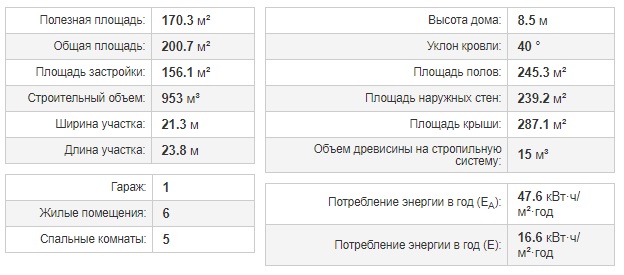 Полезная площадь: 170.3 м²
Общая площадь: 200.7 м²
Площадь застройки: 156.1 м²
Строительный объем: 953 м³
Ширина участка: 21.3 м
Длина участка: 23.8 м
Гараж: 1
Жилые помещения: 6
Спальные комнаты: 5
Высота дома: 8.5 м
Уклон кровли: 40 °
Площадь полов: 245.3 м²
Площадь наружных стен: 239.2 м²
Площадь крыши: 287.1 м²
Объем древисины на стропильную
систему: 15 м³
Потребление энергии в год (EA): 47.6 кВт·ч/
м²·год
Потребление энергии в год (E): 16.6 кВт·ч/
м²·год